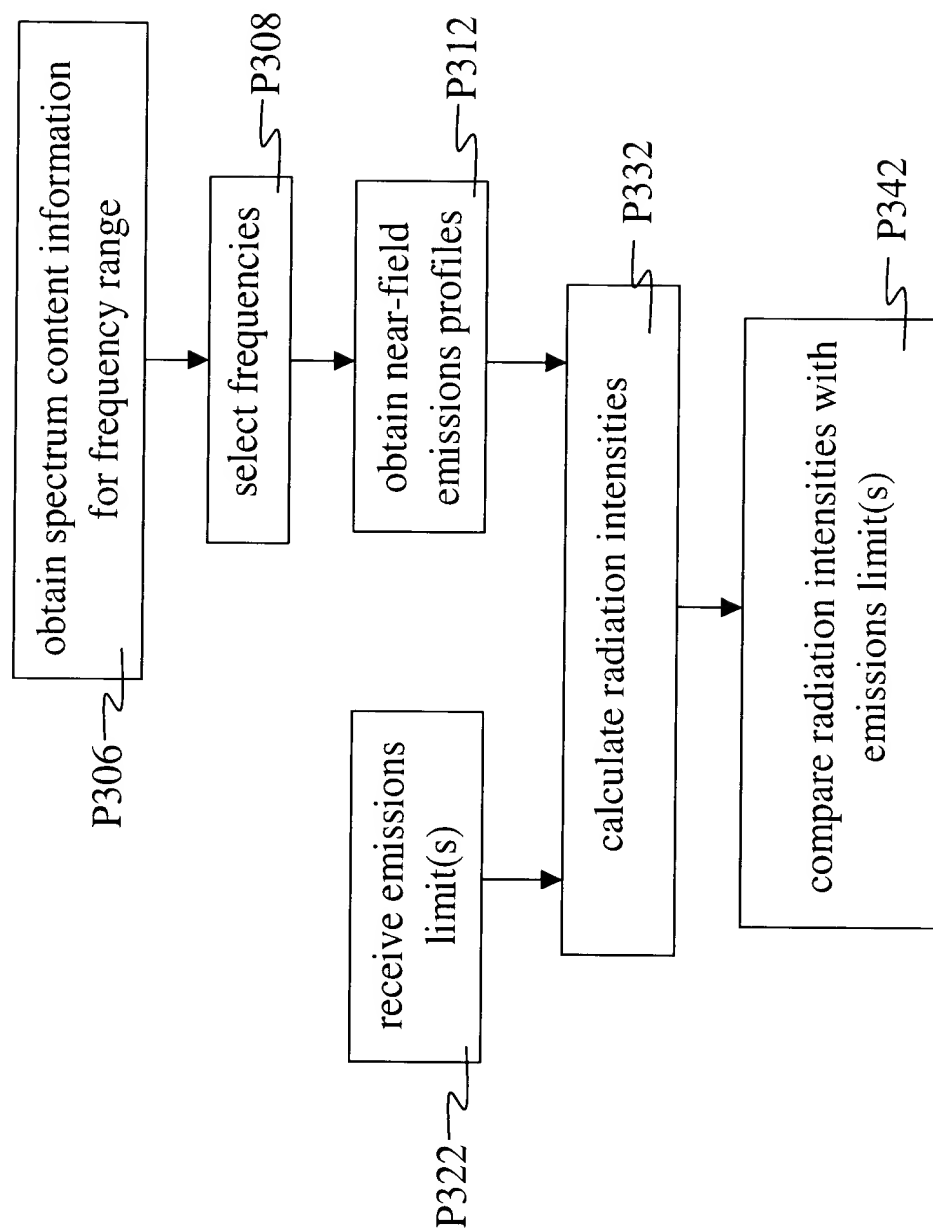 P306
obtain spectrum content information
for frequency range
P308
select frequencies
P312
obtain near-field
emissions profiles
P322
receive emissions
limit(s)
P332
calculate radiation intensities
P342
compare radiation intensities with
emissions limit(s)